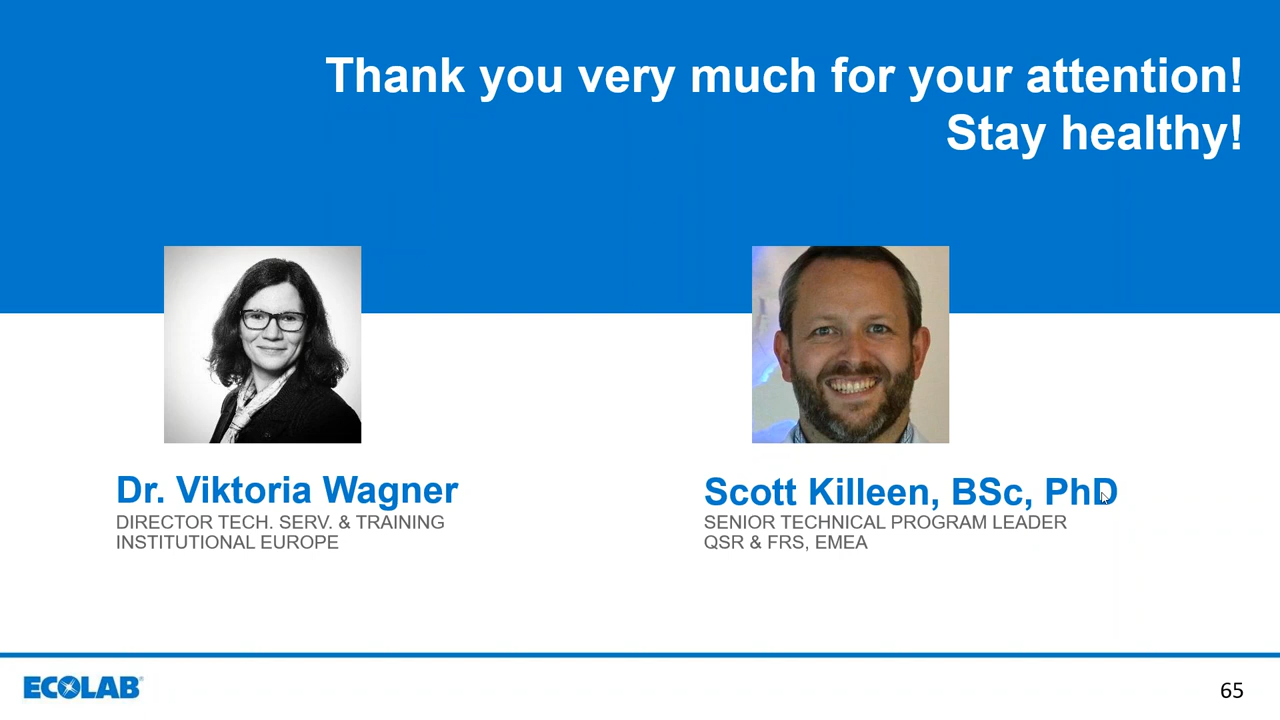 Thank you very much for your attention!
Stay healthy!
Dr. Viktoria Wagner
DIRECTOR TECH. SERV. & TRAINING
INSTITUTIONAL EUROPE
Scott Killeen, BSc, PhD
SENIOR TECHNICAL PROGRAM LEADER
QSR & FRS, EMEA
ECOLAB®
65